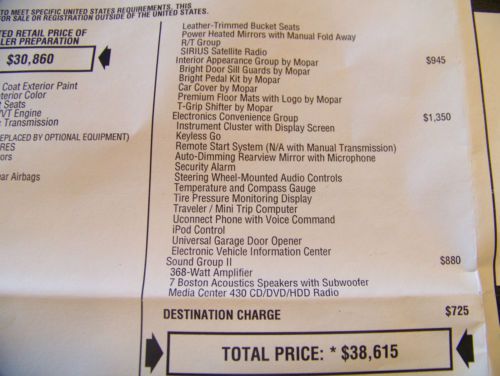 TO MEET SPECIFIC UNITED STATES REQUIREMENTS, THIS
FOR SALE OR REGISTRATION OUTSIDE OF THE UNITED STATES.
RETAIL PRICE OF
PREPARATION
$30,860
Coat Exterior Paint
Color
Seats
Engine
Transmission
REPLACED BY OPTIONAL EQUIPMENT)
Airbags
Leather-Trimmed Bucket Seats
Power Heated Mirrors with Manual Fold Away
R/T Group
SIRIUS Satellite Radio
Interior Appearance Group by Mopar $945
Bright Door Sill Guards by Mopar
Bright Pedal Kit by Mopar
Car Cover by Mopar
Premium Floor Mats with Logo by Mopar
T-Grip Shifter by Mopar
Electronics Convenience Group $1,350
Instrument Cluster with Display Screen
Keyless Go
Remote Start System (N/A with Manual Transmission)
Auto-Dimming Rearview Mirror with Microphone
Security Alarm
Steering Wheel-Mounted Audio Controls
Temperature and Compass Gauge
Tire Pressure Monitoring Display
Traveler / Mini Trip Computer
Uconnect Phone with Voice Command
iPod Control
Universal Garage Door Opener
Electronic Vehicle Information Center
Sound Group II $880
368-Watt Amplifier
7 Boston Acoustics Speakers with Subwoofer
Media Center 430 CD/DVD/HDD Radio
DESTINATION CHARGE $725
TOTAL PRICE: * $38,615